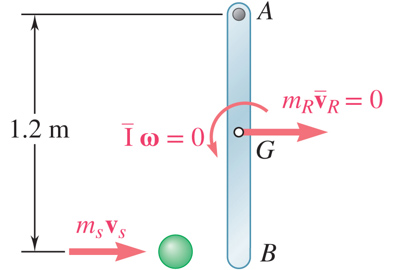 A
m_R v̄_R = 0
1.2 m
Ī ω = 0
G
m_s v_s
B